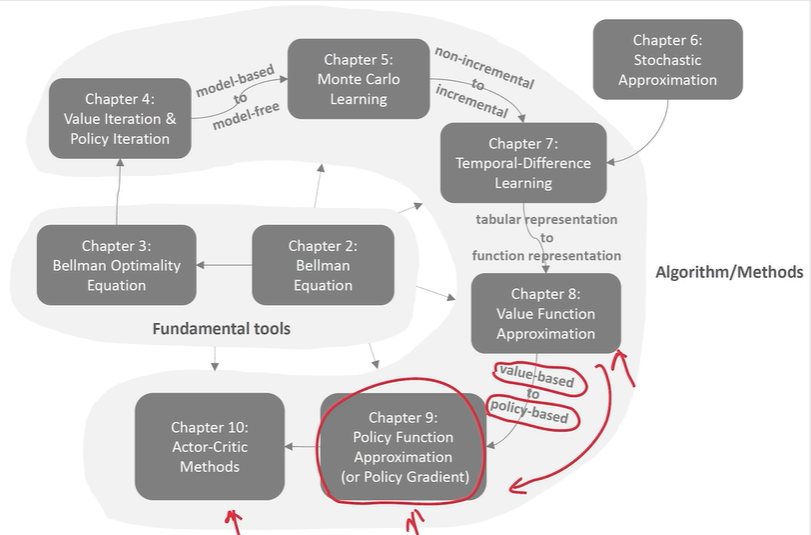 Chapter 6:
Stochastic
Approximation
Chapter 5:
Monte Carlo
Learning
non-incremental
to
incremental
model-based
to
model-free
Chapter 4:
Value Iteration &
Policy Iteration
Chapter 7:
Temporal-Difference
Learning
tabular representation
to
function representation
Chapter 3:
Bellman Optimality
Equation
Chapter 2:
Bellman
Equation
Algorithm/Methods
Chapter 8:
Value Function
Approximation
Fundamental tools
value-based
to
policy-based
Chapter 10:
Actor-Critic
Methods
Chapter 9:
Policy Function
Approximation
(or Policy Gradient)